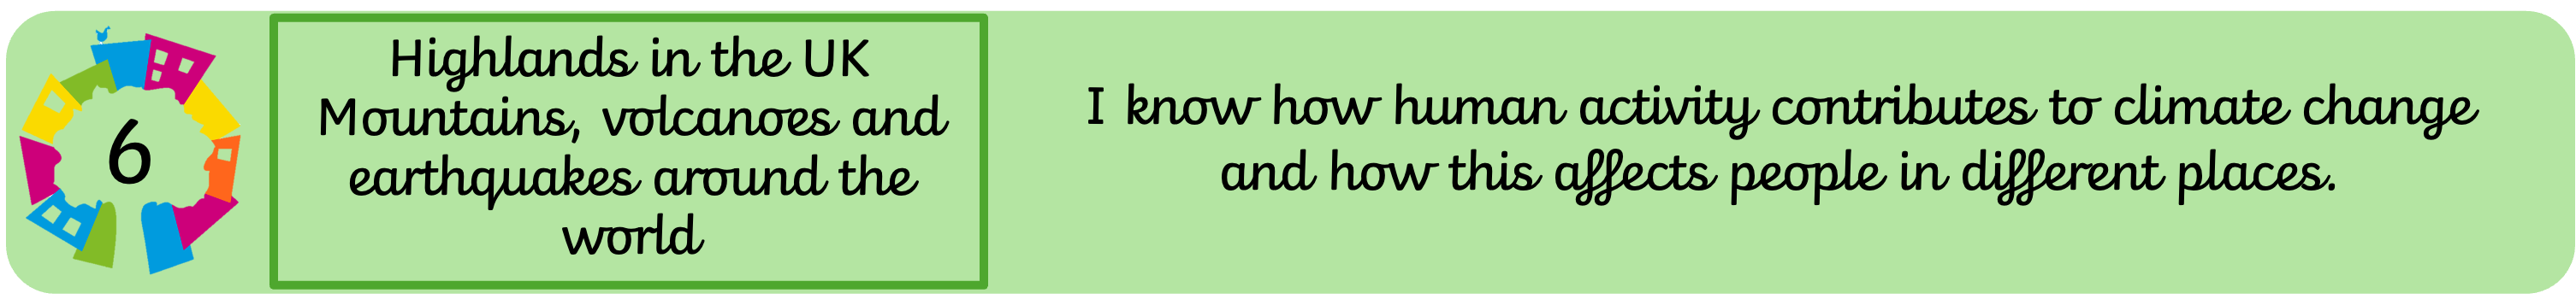 6
Highlands in the UK
Mountains, volcanoes and
earthquakes around the
world
I know how human activity contributes to climate change
and how this affects people in different places.